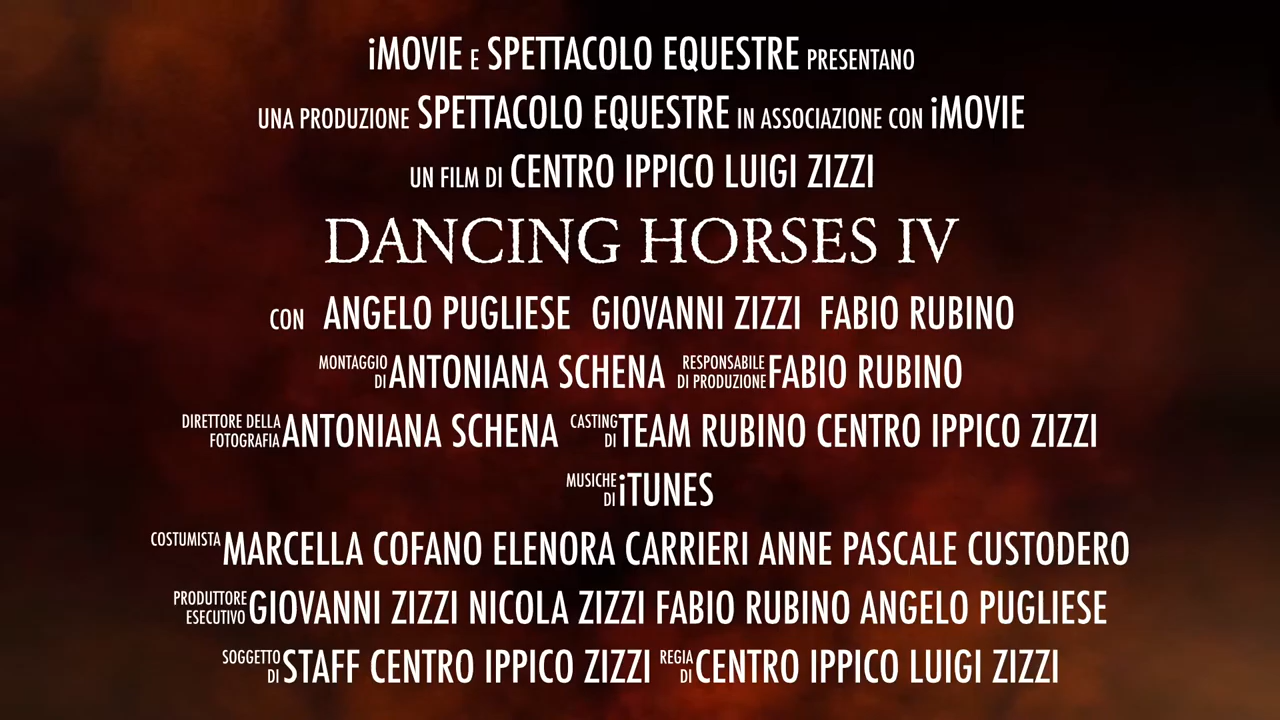 iMOVIE E SPETTACOLO EQUESTRE PRESENTANO
UNA PRODUZIONE SPETTACOLO EQUESTRE IN ASSOCIAZIONE CON iMOVIE
UN FILM DI CENTRO IPPICO LUIGI ZIZZI
DANCING HORSES IV
CON ANGELO PUGLIESE GIOVANNI ZIZZI FABIO RUBINO
MONTAGGIO DI ANTONIANA SCHENA RESPONSABILE DI PRODUZIONE FABIO RUBINO
DIRETTORE DELLA FOTOGRAFIA ANTONIANA SCHENA CASTING DI TEAM RUBINO CENTRO IPPICO ZIZZI
MUSICHE DI iTUNES
COSTUMISTA MARCELLA COFANO ELENORA CARRIERI ANNE PASCALE CUSTODERO
PRODUTTORE ESECUTIVO GIOVANNI ZIZZI NICOLA ZIZZI FABIO RUBINO ANGELO PUGLIESE
SOGGETTO DI STAFF CENTRO IPPICO ZIZZI REGIA DI CENTRO IPPICO LUIGI ZIZZI